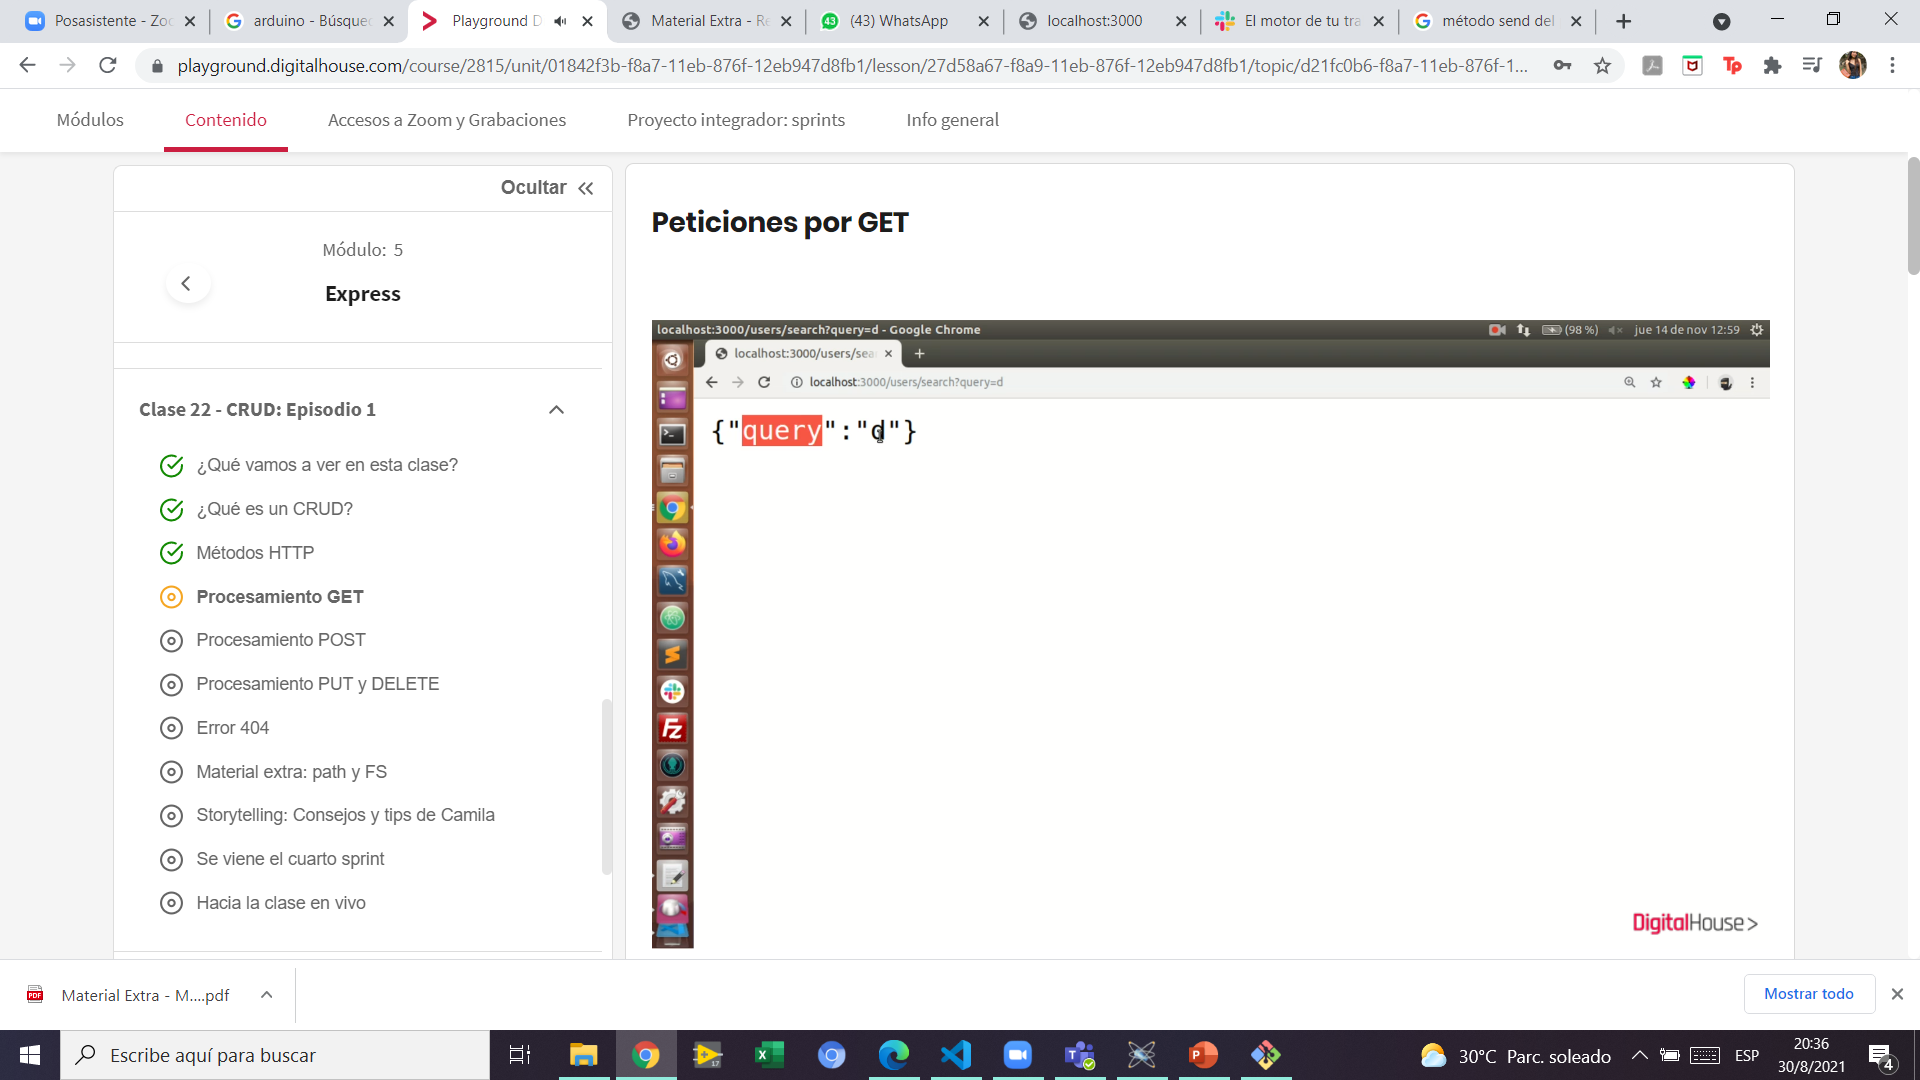 Posasistente - Zoo
arduino - Búsqued
Playground D
Material Extra - Re
(43) WhatsApp
localhost:3000
El motor de tu tra
método send del
playground.digitalhouse.com/course/2815/unit/01842f3b-f8a7-11eb-876f-12eb947d8fb1/lesson/27d58a67-f8a9-11eb-876f-12eb947d8fb1/topic/d21fc0b6-f8a7-11eb-876f-1...
Módulos
Contenido
Accesos a Zoom y Grabaciones
Proyecto integrador: sprints
Info general
Ocultar
Módulo: 5
Express
Clase 22 - CRUD: Episodio 1
¿Qué vamos a ver en esta clase?
¿Qué es un CRUD?
Métodos HTTP
Procesamiento GET
Procesamiento POST
Procesamiento PUT y DELETE
Error 404
Material extra: path y FS
Storytelling: Consejos y tips de Camila
Se viene el cuarto sprint
Hacia la clase en vivo
Peticiones por GET
localhost:3000/users/search?query=d - Google Chrome
(98 %)
jue 14 de nov 12:59
localhost:3000/users/sea
localhost:3000/users/search?query=d
{"query":"d"}
DigitalHouse>
Material Extra - M....pdf
Mostrar todo
Escribe aquí para buscar
30°C Parc. soleado
ESP
20:36
30/8/2021
4